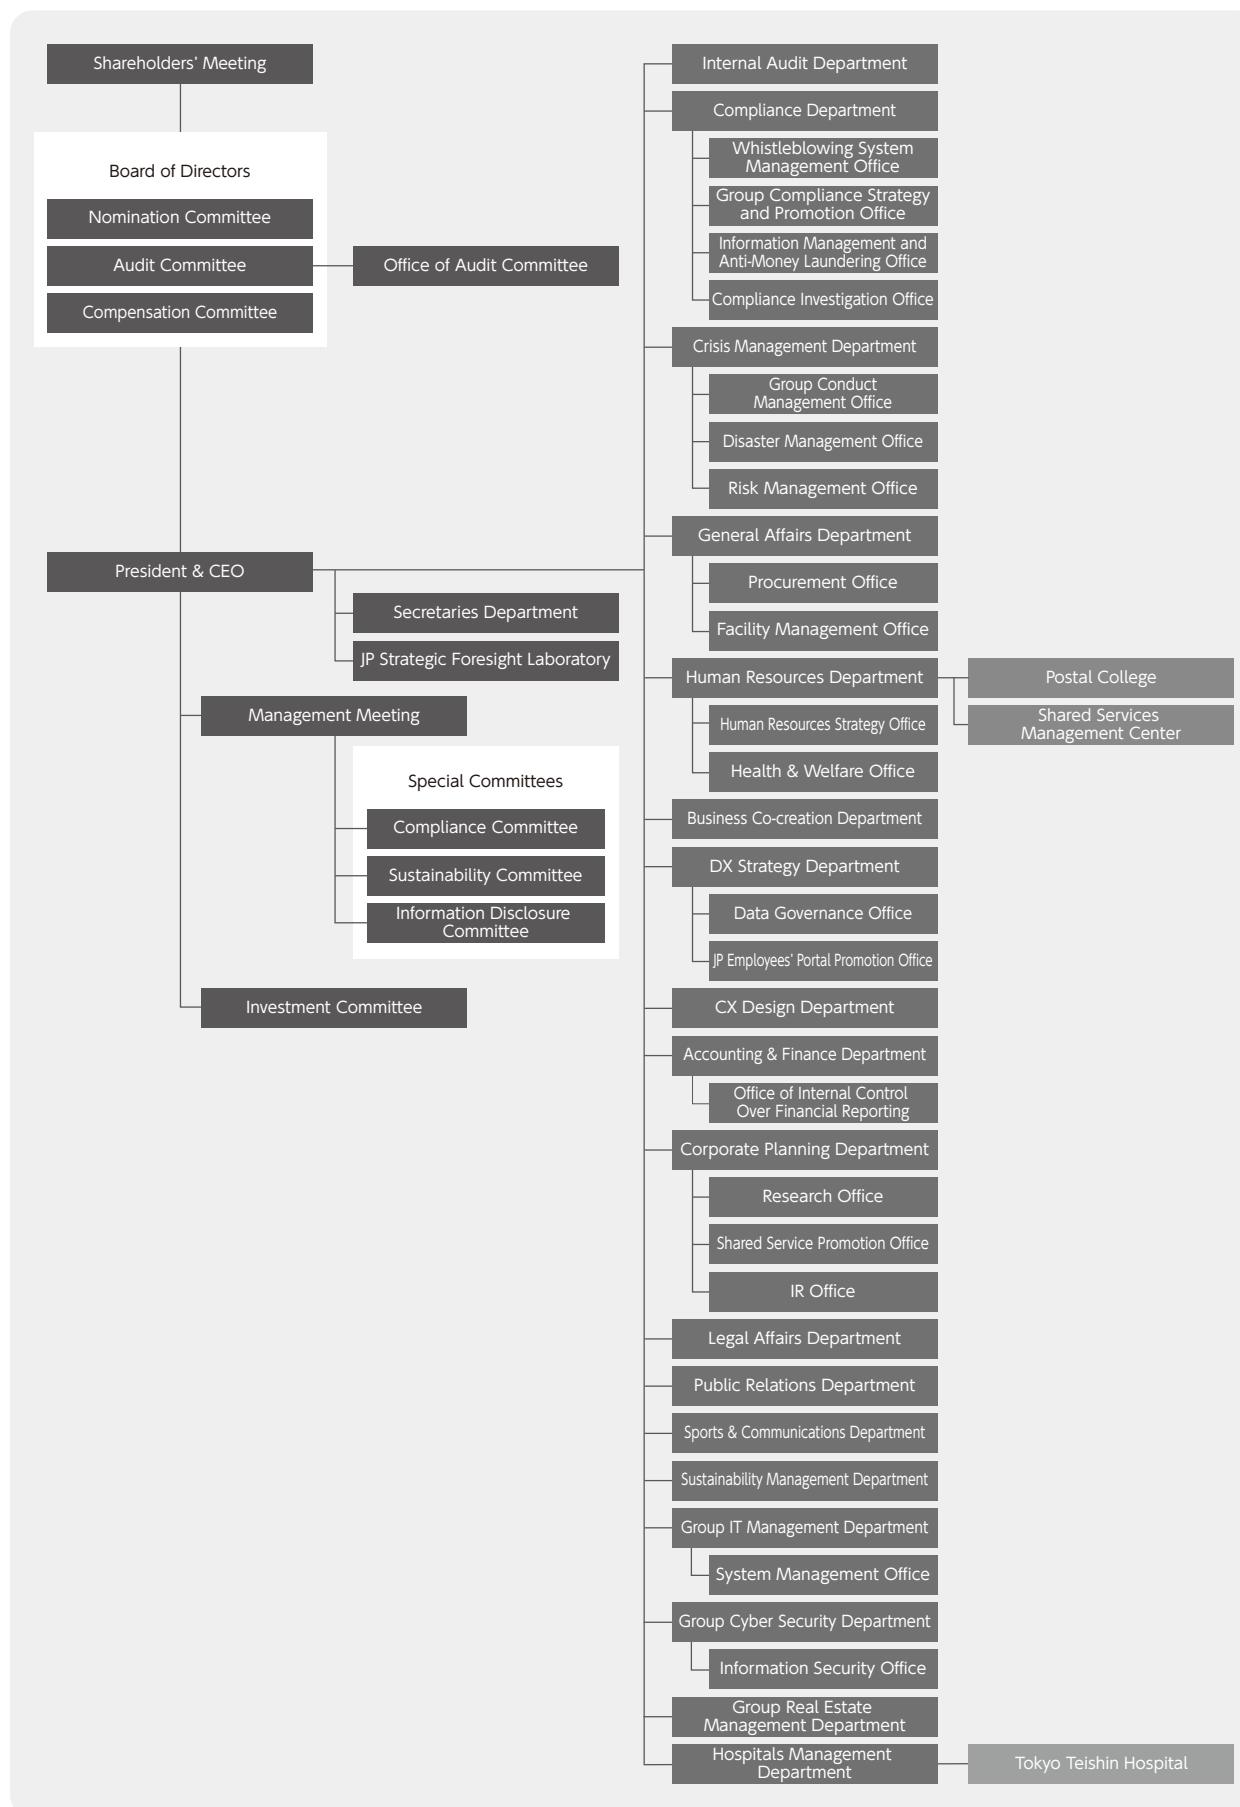 Shareholders' Meeting
Board of Directors
Nomination Committee
Audit Committee
Office of Audit Committee
Compensation Committee
President & CEO
Secretaries Department
JP Strategic Foresight Laboratory
Management Meeting
Special Committees
Compliance Committee
Sustainability Committee
Information Disclosure
Committee
Investment Committee
Internal Audit Department
Compliance Department
Whistleblowing System
Management Office
Group Compliance Strategy
and Promotion Office
Information Management and
Anti-Money Laundering Office
Compliance Investigation Office
Crisis Management Department
Group Conduct
Management Office
Disaster Management Office
Risk Management Office
General Affairs Department
Procurement Office
Facility Management Office
Human Resources Department
Postal College
Shared Services
Management Center
Human Resources Strategy Office
Health & Welfare Office
Business Co-creation Department
DX Strategy Department
Data Governance Office
JP Employees' Portal Promotion Office
CX Design Department
Accounting & Finance Department
Office of Internal Control
Over Financial Reporting
Corporate Planning Department
Research Office
Shared Service Promotion Office
IR Office
Legal Affairs Department
Public Relations Department
Sports & Communications Department
Sustainability Management Department
Group IT Management Department
System Management Office
Group Cyber Security Department
Information Security Office
Group Real Estate
Management Department
Hospitals Management
Department
Tokyo Teishin Hospital